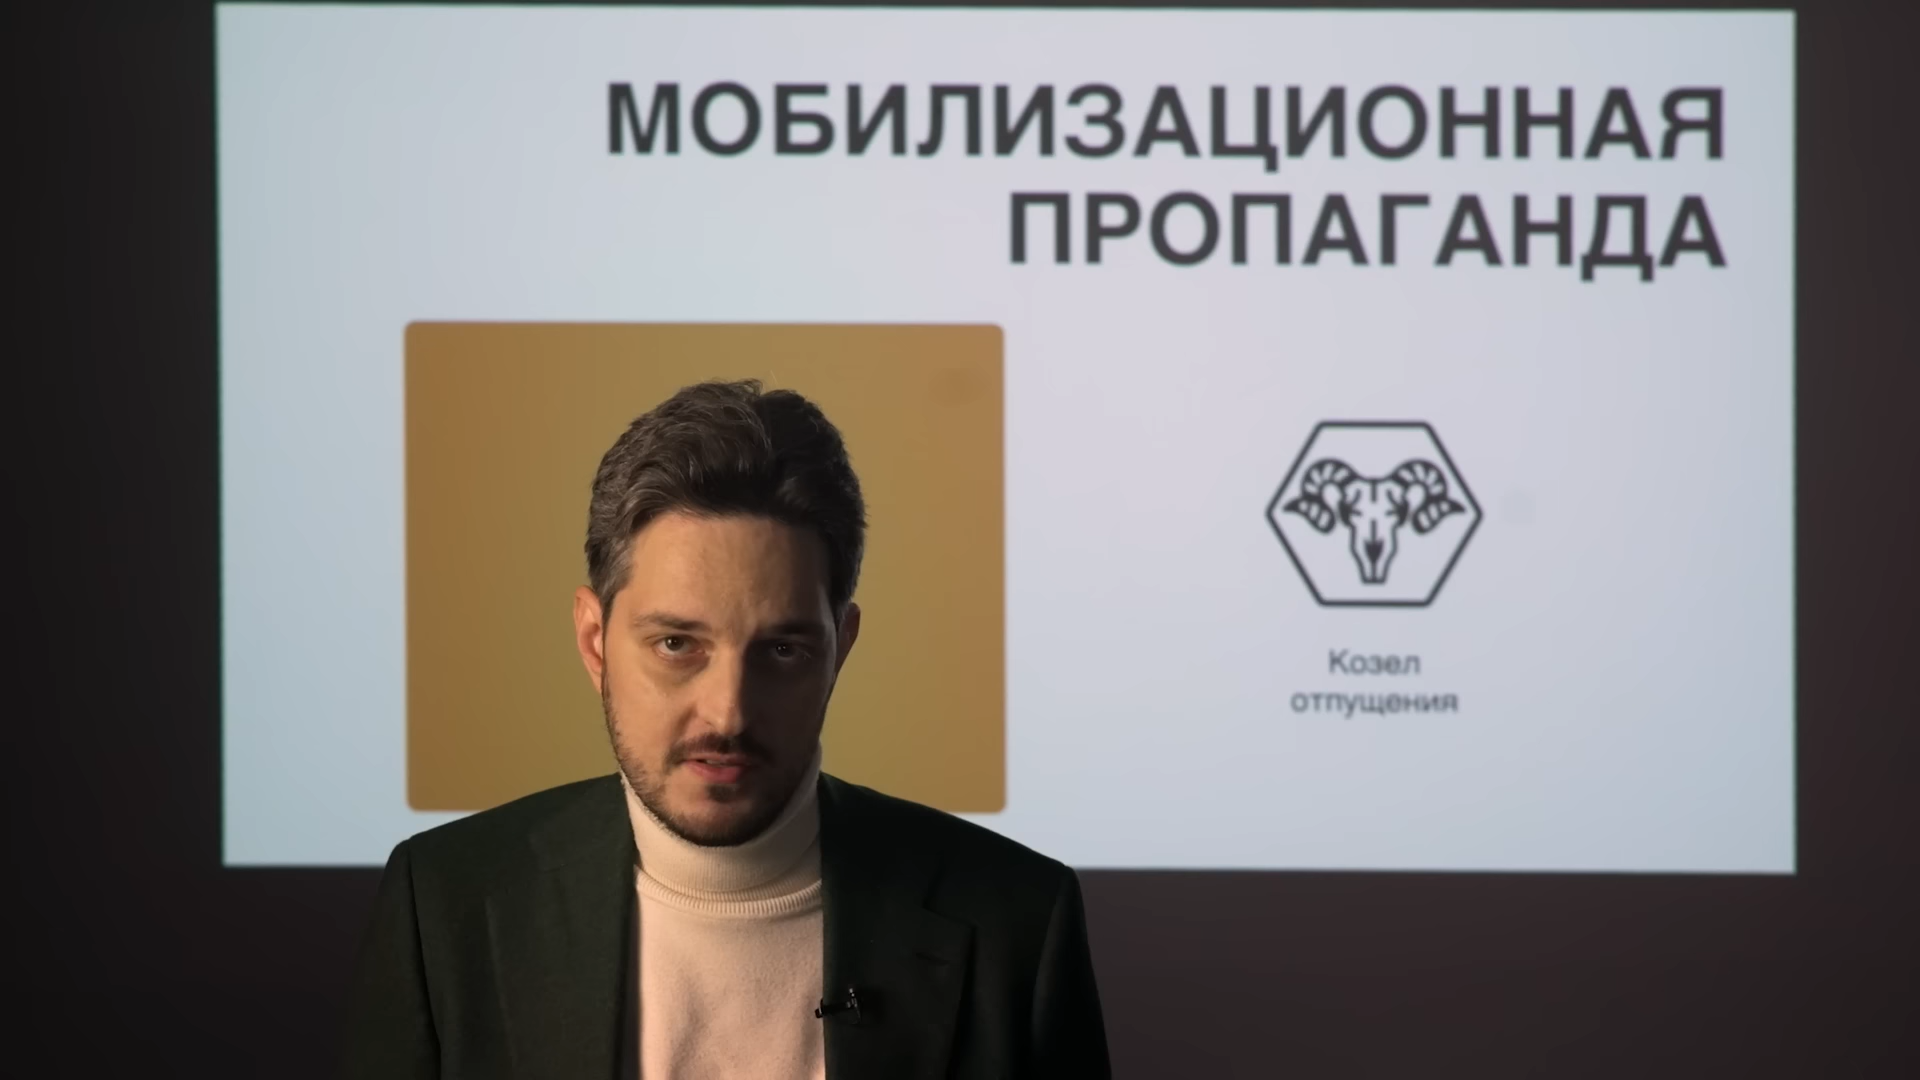 МОБИЛИЗАЦИОННАЯ
ПРОПАГАНДА
Козел
отпущения